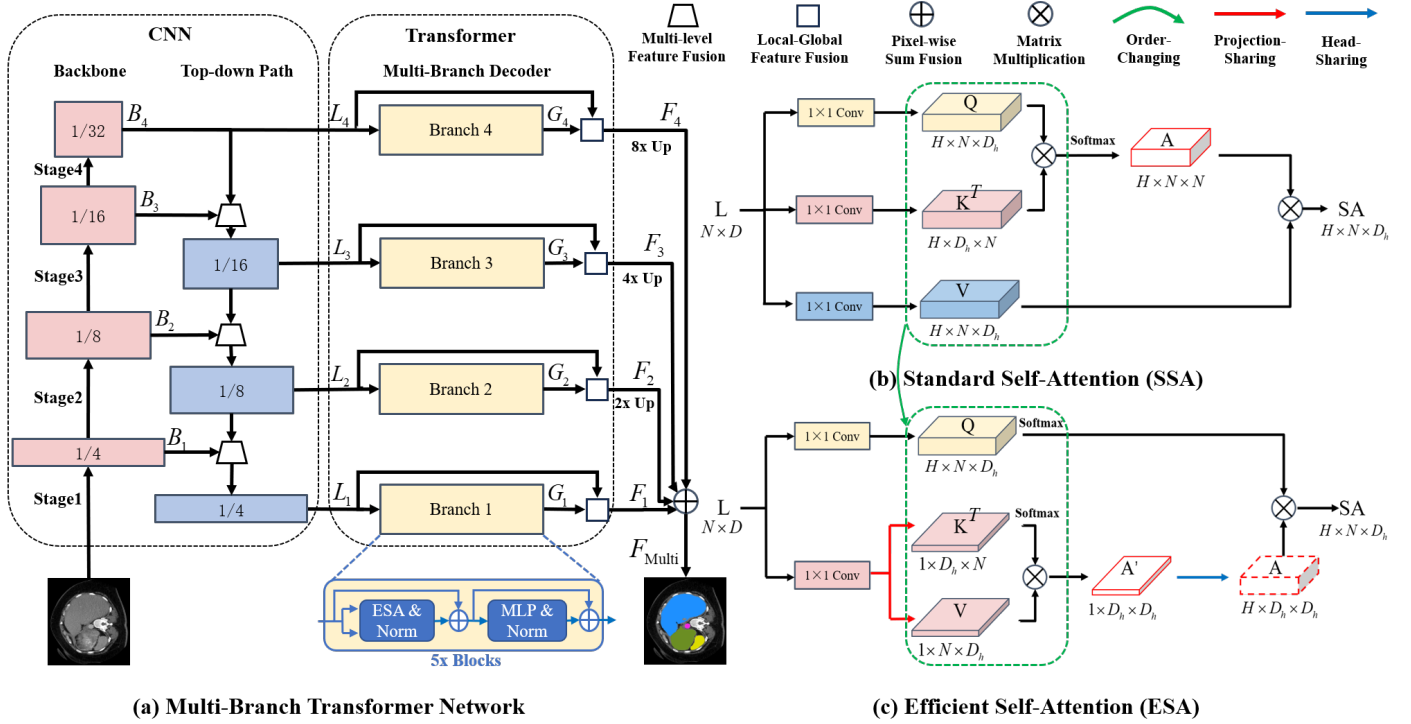 CNN
Transformer
Backbone
Top-down Path
Multi-Branch Decoder
Multi-level
Feature Fusion
Local-Global
Feature Fusion
Pixel-wise
Sum Fusion
Matrix
Multiplication
Order-
Changing
Projection-
Sharing
Head-
Sharing
1/32
B₄
L₄
Branch 4
G₄
F₄
8x Up
Stage4
1/16
B₃
1/16
L₃
Branch 3
G₃
F₃
4x Up
Stage3
1/8
B₂
1/8
L₂
Branch 2
G₂
F₂
2x Up
Stage2
1/4
B₁
1/4
L₁
Branch 1
G₁
F₁
Stage1
F_Multi
ESA &
Norm
MLP &
Norm
5x Blocks
(a) Multi-Branch Transformer Network
L
N × D
1×1 Conv
Q
H × N × Dₕ
Softmax
A
H × N × N
1×1 Conv
Kᵀ
H × Dₕ × N
SA
H × N × Dₕ
1×1 Conv
V
H × N × Dₕ
(b) Standard Self-Attention (SSA)
L
N × D
1×1 Conv
Q
Softmax
H × N × Dₕ
1×1 Conv
Kᵀ
Softmax
1 × Dₕ × N
V
1 × N × Dₕ
A'
1 × Dₕ × Dₕ
A
H × Dₕ × Dₕ
SA
H × N × Dₕ
(c) Efficient Self-Attention (ESA)